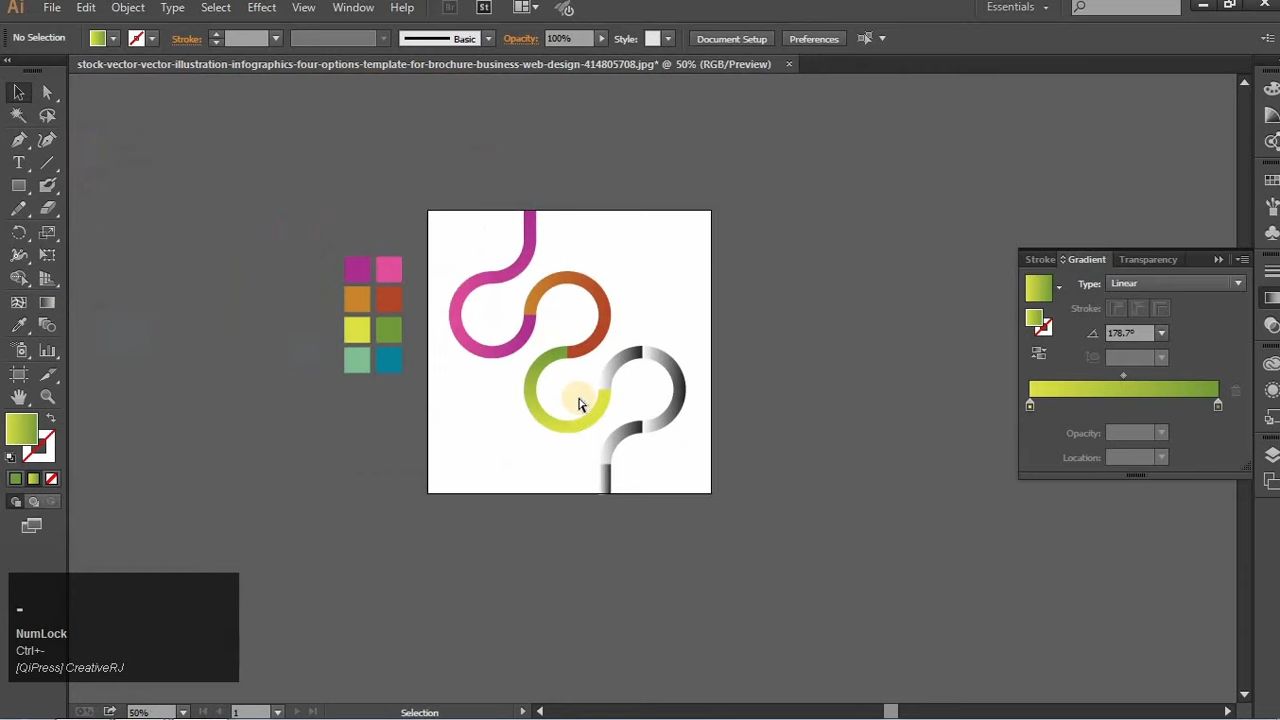 Ai File Edit Object Type Select Effect View Window Help Br St Essentials
No Selection Stroke: Basic Opacity: 100% Style: Document Setup Preferences
stock-vector-vector-illustration-infographics-four-options-template-for-brochure-business-web-design-414805708.jpg* @ 50% (RGB/Preview)
T
Stroke Gradient Transparency
Type: Linear
Stroke:
178.7°
Opacity:
Location:
-
NumLock
Ctrl+-
[QiPress] CreativeRJ
50% 1 Selection